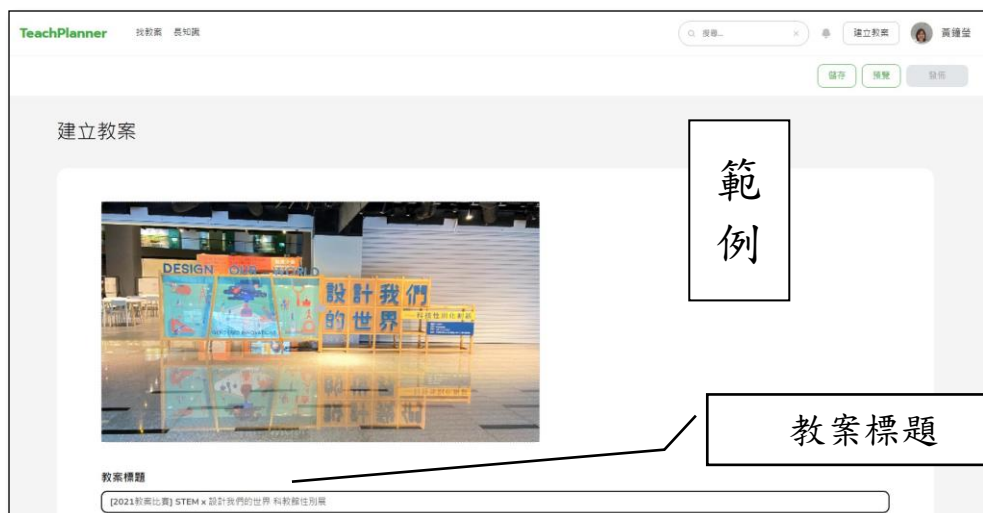 TeachPlanner 找教案 長知識 搜尋... × 建立教案 黃鐘瑩
儲存 預覽 發佈
建立教案
範
例
DESIGN OUR WORLD
設計我們
的世界
教案標題
教案標題
[2021教案比賽] STEM x 設計我們的世界 科教館性別展